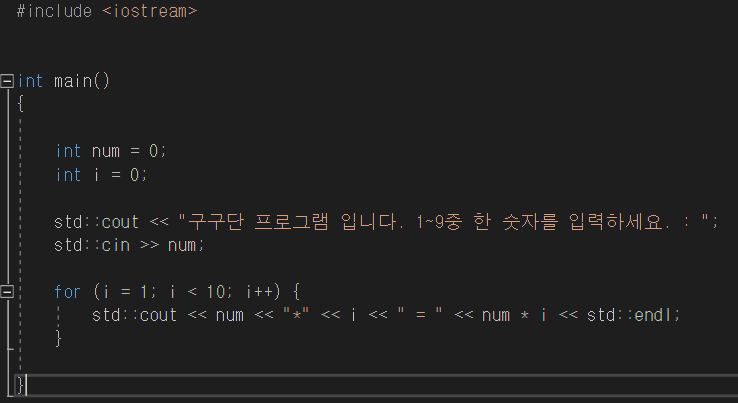 #include <iostream>
int main()
{
int num = 0;
int i = 0;
std::cout << "구구단 프로그램 입니다. 1~9중 한 숫자를 입력하세요. : ";
std::cin >> num;
for (i = 1; i < 10; i++) {
std::cout << num << "*" << i << " = " << num * i << std::endl;
}
}